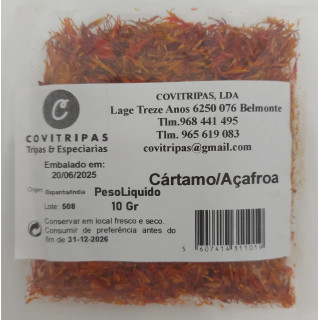 C
COVITRIPAS
Tripas & Especiarias
COVITRIPAS, LDA
Lage Treze Anos 6250 076 Belmonte
Tlm.968 441 495
Tlm. 965 619 083
covitripas@gmail.com
Embalado em:
20/06/2025
Cártamo/Açafroa
Origem: Espanha/India
PesoLiquido
Lote: 508
10 Gr
Conservar em local fresco e seco.
Consumir de preferência antes do
fim de 31-12-2026